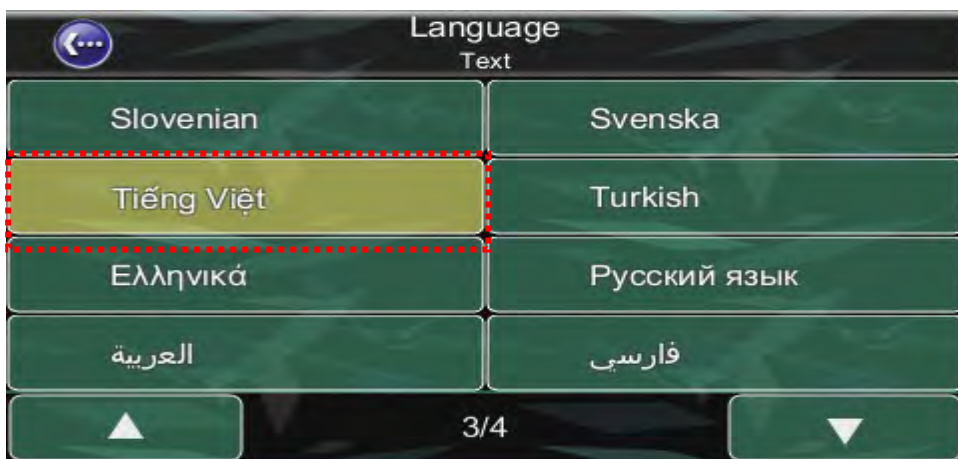 Language
Text
Slovenian
Svenska
Tiếng Việt
Turkish
Ελληνικά
Русский язык
العربية
فارسي
3/4